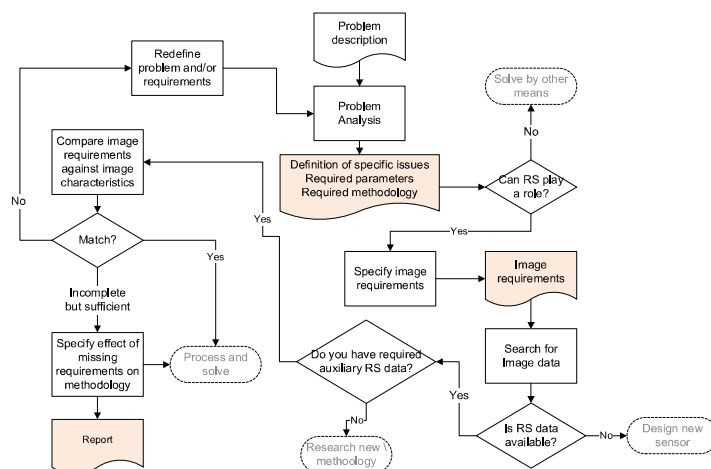 Problem
description
Redefine
problem and/or
requirements
Solve by other
means
Problem
Analysis
No
Compare image
requirements
against image
characteristics
Definition of specific issues
Required parameters
Required methodology
Can RS play
a role?
No
Yes
Match?
Yes
Yes
Specify image
requirements
Image
requirements
Incomplete
but sufficient
Specify effect of
missing
requirements on
methodology
Process and
solve
Do you have required
auxiliary RS data?
Search for
Image data
Yes
Is RS data
available?
No
Design new
sensor
No
Report
Research new \
methology